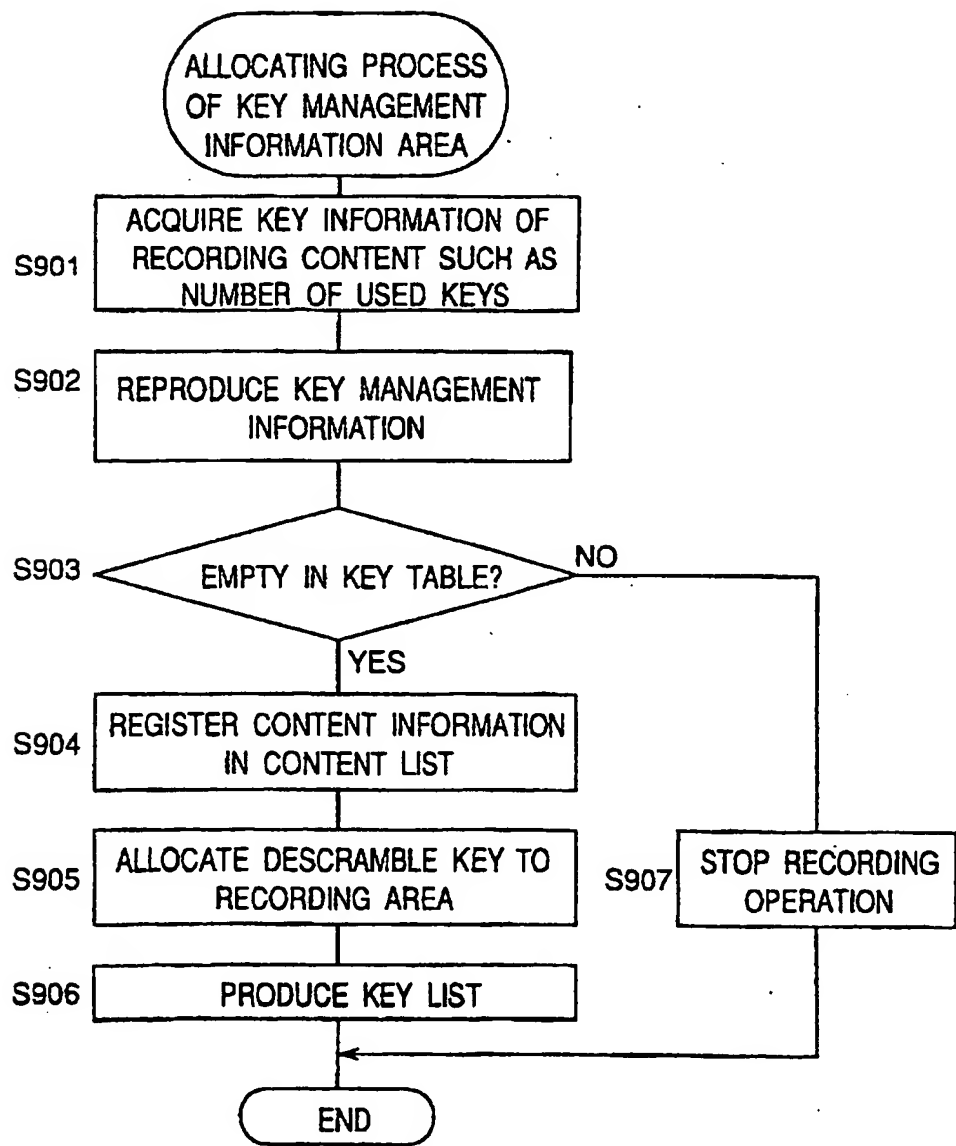 ALLOCATING PROCESS
OF KEY MANAGEMENT
INFORMATION AREA
S901
ACQUIRE KEY INFORMATION OF
RECORDING CONTENT SUCH AS
NUMBER OF USED KEYS
S902
REPRODUCE KEY MANAGEMENT
INFORMATION
S903
EMPTY IN KEY TABLE?
NO
YES
S904
REGISTER CONTENT INFORMATION
IN CONTENT LIST
S905
ALLOCATE DESCRAMBLE KEY TO
RECORDING AREA
S907
STOP RECORDING
OPERATION
S906
PRODUCE KEY LIST
END